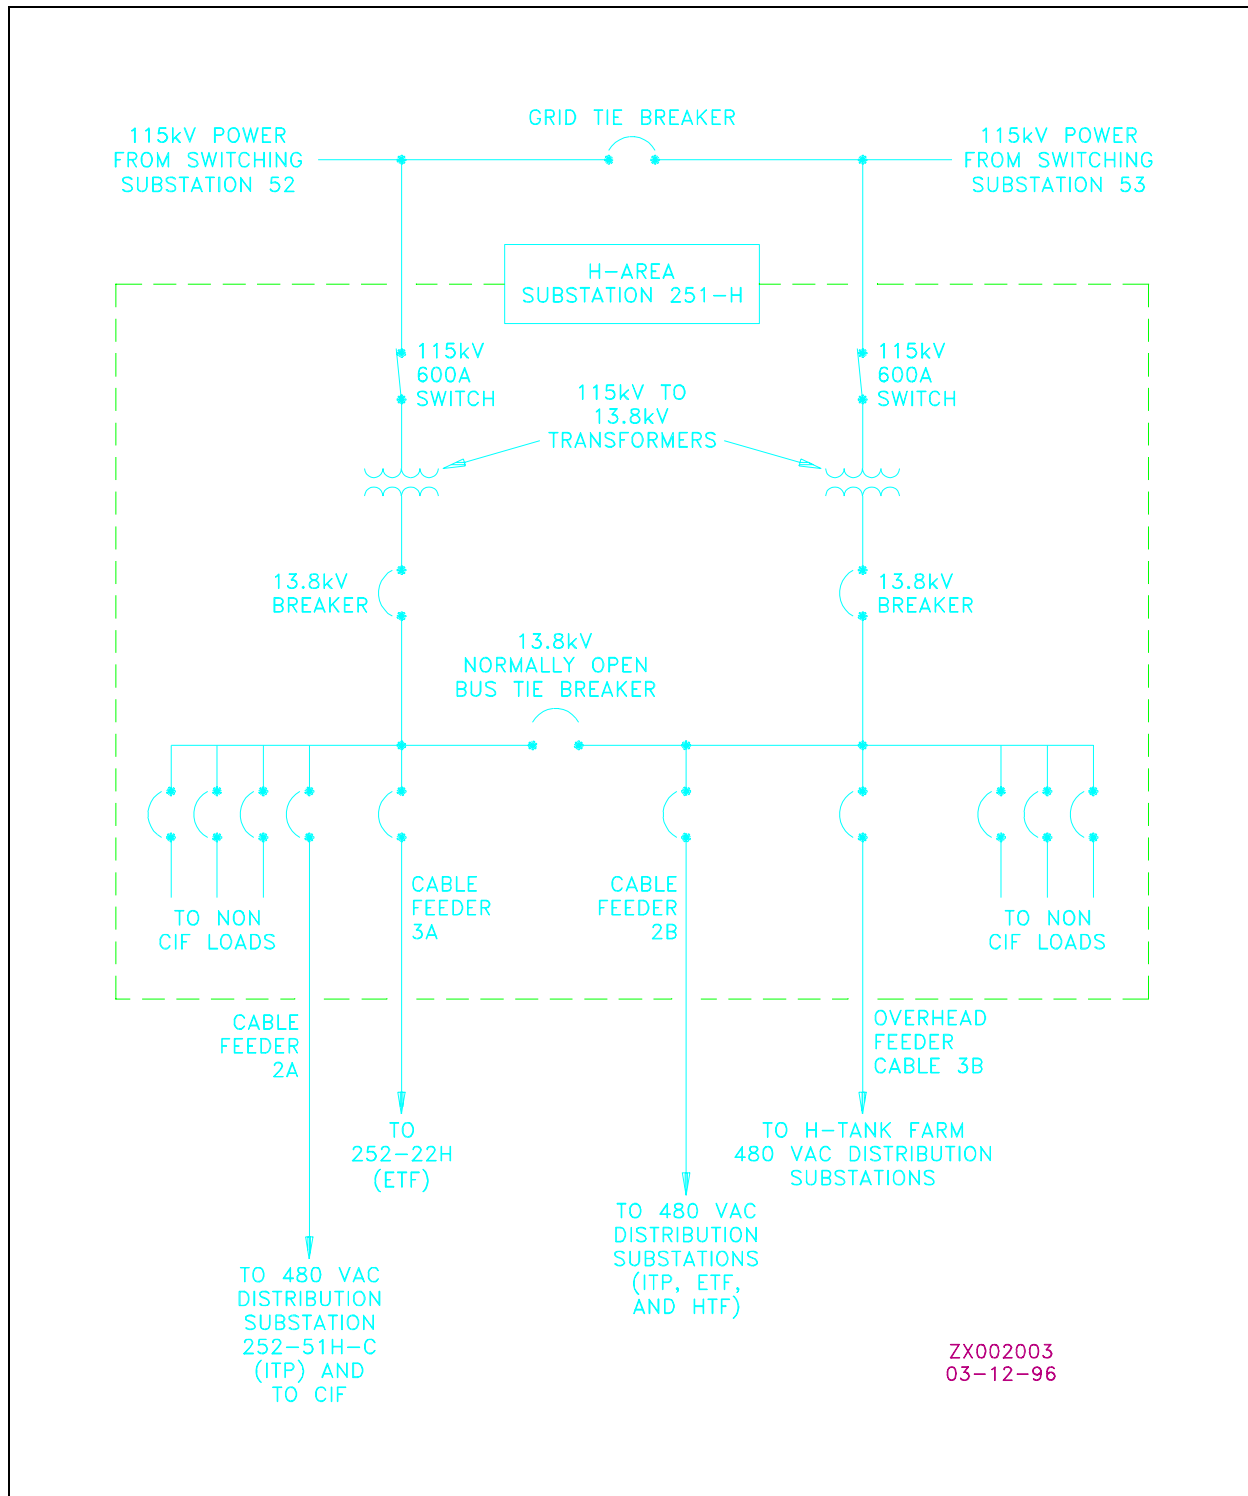 GRID TIE BREAKER
115kV POWER
FROM SWITCHING
SUBSTATION 52
115kV POWER
FROM SWITCHING
SUBSTATION 53
H-AREA
SUBSTATION 251-H
115kV
600A
SWITCH
115kV TO
13.8kV
TRANSFORMERS
115kV
600A
SWITCH
13.8kV
BREAKER
13.8kV
BREAKER
13.8kV
NORMALLY OPEN
BUS TIE BREAKER
TO NON
CIF LOADS
CABLE
FEEDER
3A
CABLE
FEEDER
2B
TO NON
CIF LOADS
CABLE
FEEDER
2A
OVERHEAD
FEEDER
CABLE 3B
TO
252-22H
(ETF)
TO H-TANK FARM
480 VAC DISTRIBUTION
SUBSTATIONS
TO 480 VAC
DISTRIBUTION
SUBSTATIONS
(ITP, ETF,
AND HTF)
TO 480 VAC
DISTRIBUTION
SUBSTATION
252-51H-C
(ITP) AND
TO CIF
ZX002003
03-12-96